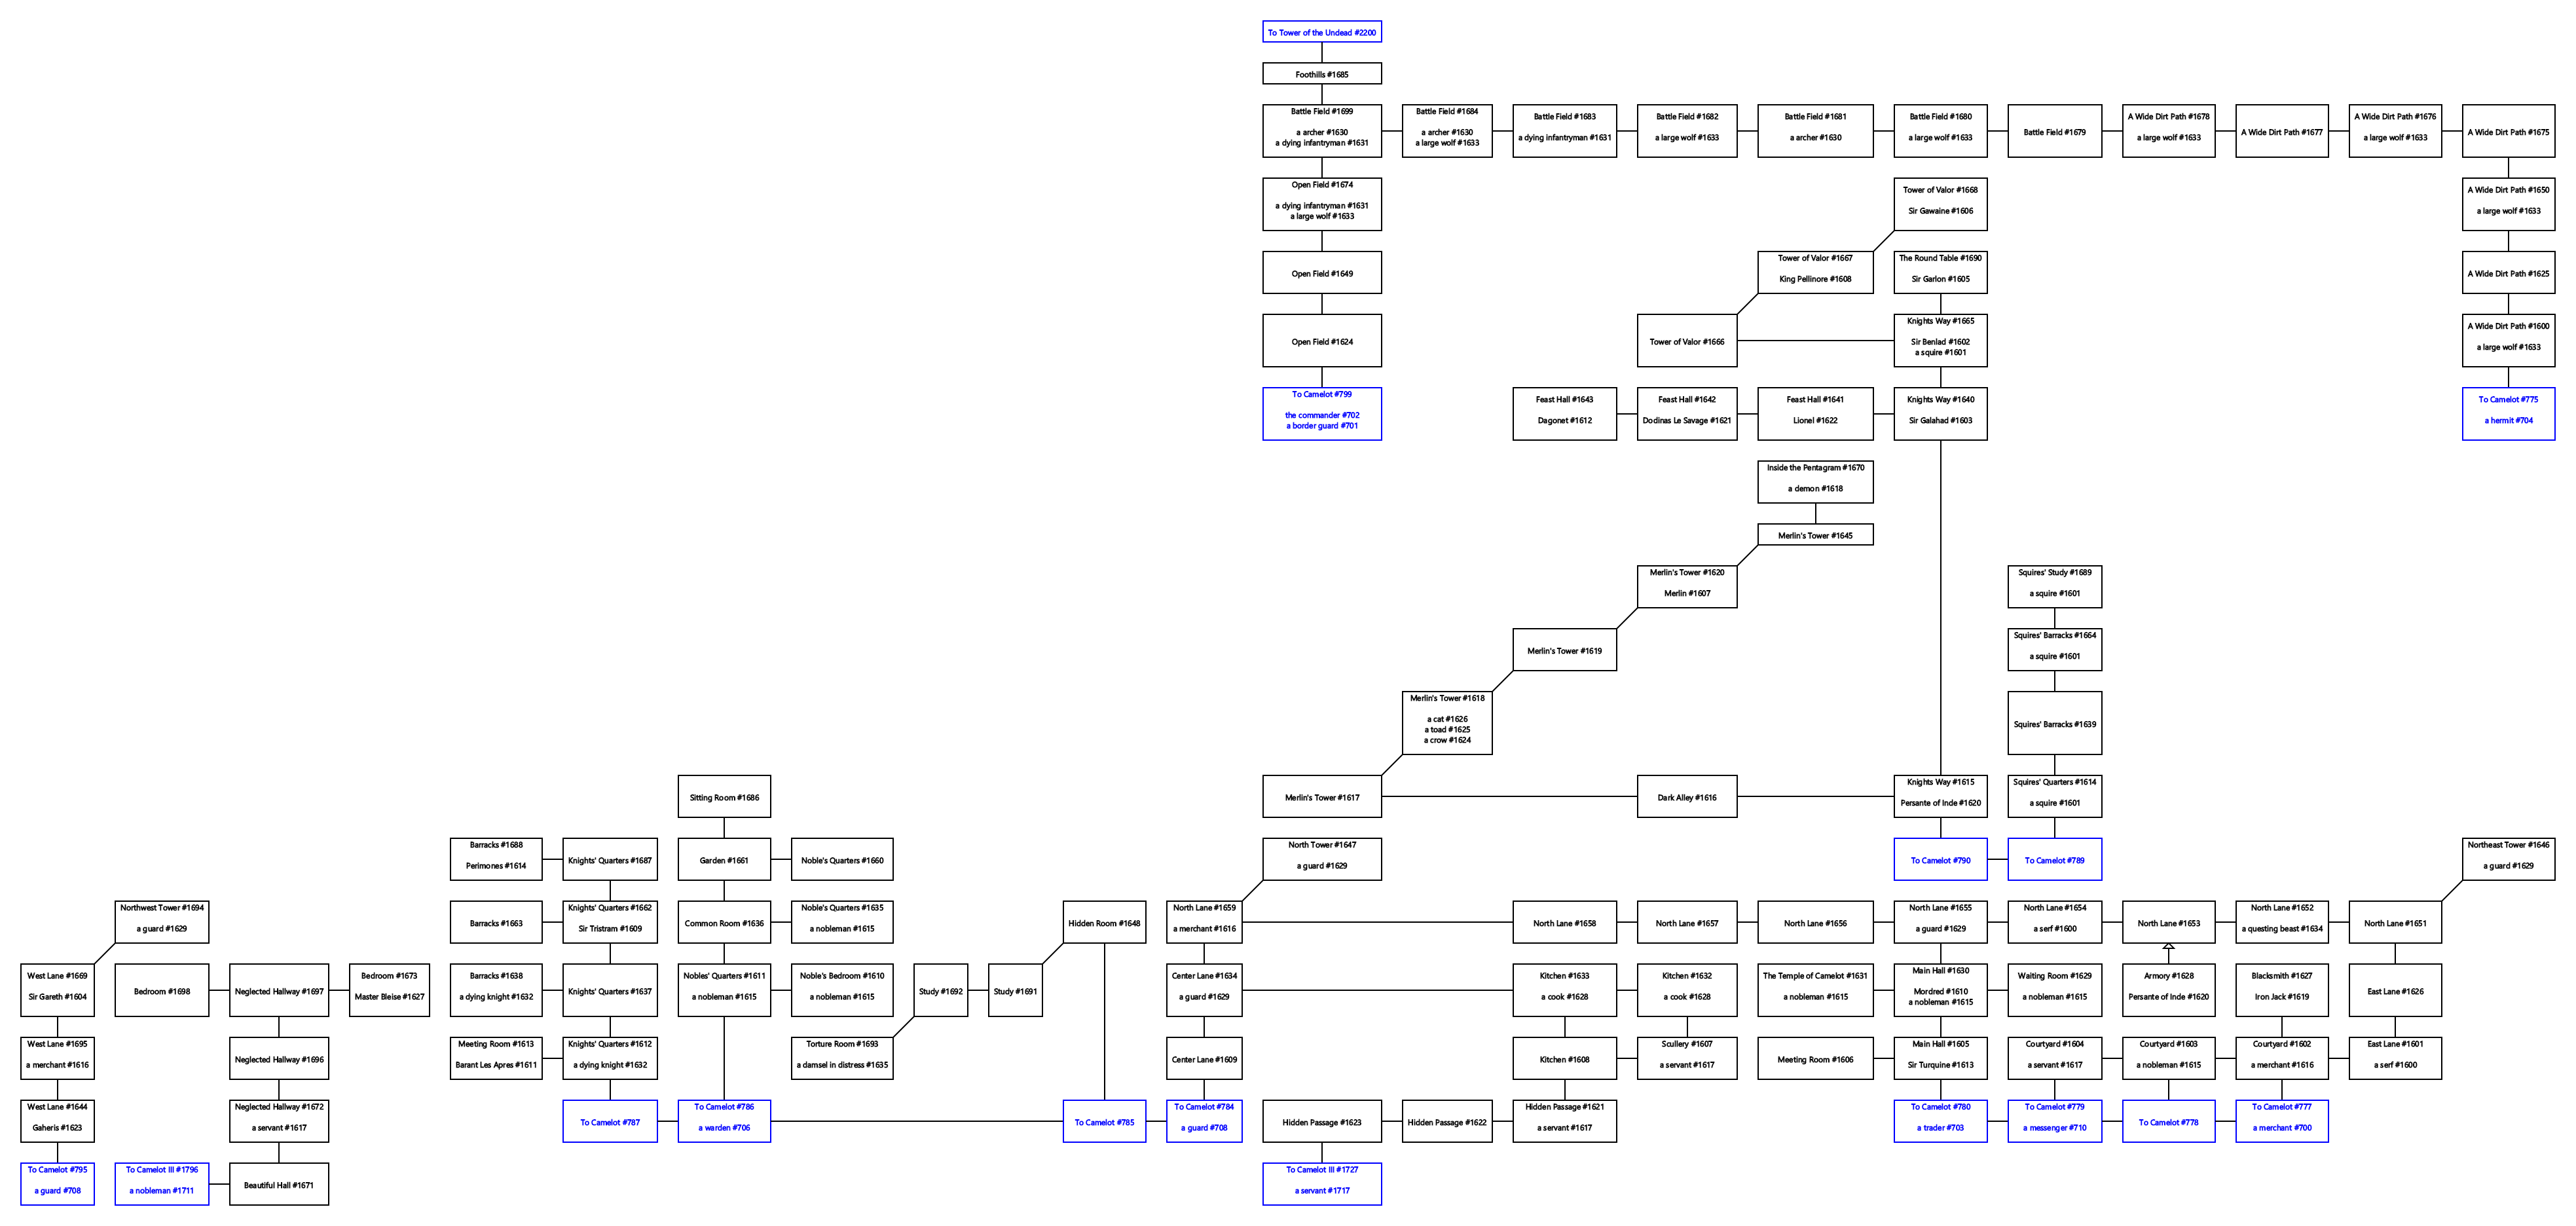 To Tower of the Undead #2200
Foothills #1685
Battle Field #1699
a archer #1630
a dying infantryman #1631
Battle Field #1684
a archer #1630
a large wolf #1633
Battle Field #1683
a dying infantryman #1631
Battle Field #1682
a large wolf #1633
Battle Field #1681
a archer #1630
Battle Field #1680
a large wolf #1633
Battle Field #1679
A Wide Dirt Path #1678
a large wolf #1633
A Wide Dirt Path #1677
A Wide Dirt Path #1676
a large wolf #1633
A Wide Dirt Path #1675
Open Field #1674
a dying infantryman #1631
a large wolf #1633
Tower of Valor #1668
Sir Gawaine #1606
A Wide Dirt Path #1650
a large wolf #1633
Open Field #1649
Tower of Valor #1667
King Pellinore #1608
The Round Table #1690
Sir Garlon #1605
A Wide Dirt Path #1625
Open Field #1624
Tower of Valor #1666
Knights Way #1665
Sir Benlad #1602
a squire #1601
A Wide Dirt Path #1600
a large wolf #1633
To Camelot #799
the commander #702
a border guard #701
Feast Hall #1643
Dagonet #1612
Feast Hall #1642
Dodinas Le Savage #1621
Feast Hall #1641
Lionel #1622
Knights Way #1640
Sir Galahad #1603
To Camelot #775
a hermit #704
Inside the Pentagram #1670
a demon #1618
Merlin's Tower #1645
Merlin's Tower #1620
Merlin #1607
Squires' Study #1689
a squire #1601
Merlin's Tower #1619
Squires' Barracks #1664
a squire #1601
Merlin's Tower #1618
a cat #1626
a toad #1625
a crow #1624
Squires' Barracks #1639
Sitting Room #1686
Merlin's Tower #1617
Dark Alley #1616
Knights Way #1615
Persante of Inde #1620
Squires' Quarters #1614
a squire #1601
Barracks #1688
Perimones #1614
Knights' Quarters #1687
Garden #1661
Noble's Quarters #1660
North Tower #1647
a guard #1629
To Camelot #790
To Camelot #789
Northeast Tower #1646
a guard #1629
Northwest Tower #1694
a guard #1629
Barracks #1663
Knights' Quarters #1662
Sir Tristram #1609
Common Room #1636
Noble's Quarters #1635
a nobleman #1615
Hidden Room #1648
North Lane #1659
a merchant #1616
North Lane #1658
North Lane #1657
North Lane #1656
North Lane #1655
a guard #1629
North Lane #1654
a serf #1600
North Lane #1653
North Lane #1652
a questing beast #1634
North Lane #1651
West Lane #1669
Sir Gareth #1604
Bedroom #1698
Neglected Hallway #1697
Bedroom #1673
Master Bleise #1627
Barracks #1638
a dying knight #1632
Knights' Quarters #1637
Nobles' Quarters #1611
a nobleman #1615
Noble's Bedroom #1610
a nobleman #1615
Study #1692
Study #1691
Center Lane #1634
a guard #1629
Kitchen #1633
a cook #1628
Kitchen #1632
a cook #1628
The Temple of Camelot #1631
a nobleman #1615
Main Hall #1630
Mordred #1610
a nobleman #1615
Waiting Room #1629
a nobleman #1615
Armory #1628
Persante of Inde #1620
Blacksmith #1627
Iron Jack #1619
East Lane #1626
West Lane #1695
a merchant #1616
Neglected Hallway #1696
Meeting Room #1613
Barant Les Apres #1611
Knights' Quarters #1612
a dying knight #1632
Torture Room #1693
a damsel in distress #1635
Center Lane #1609
Kitchen #1608
Scullery #1607
a servant #1617
Meeting Room #1606
Main Hall #1605
Sir Turquine #1613
Courtyard #1604
a servant #1617
Courtyard #1603
a nobleman #1615
Courtyard #1602
a merchant #1616
East Lane #1601
a serf #1600
West Lane #1644
Gaheris #1623
Neglected Hallway #1672
a servant #1617
To Camelot #787
To Camelot #786
a warden #706
To Camelot #785
To Camelot #784
a guard #708
Hidden Passage #1623
Hidden Passage #1622
Hidden Passage #1621
a servant #1617
To Camelot #780
a trader #703
To Camelot #779
a messenger #710
To Camelot #778
To Camelot #777
a merchant #700
To Camelot #795
a guard #708
To Camelot III #1796
a nobleman #1711
Beautiful Hall #1671
To Camelot III #1727
a servant #1717